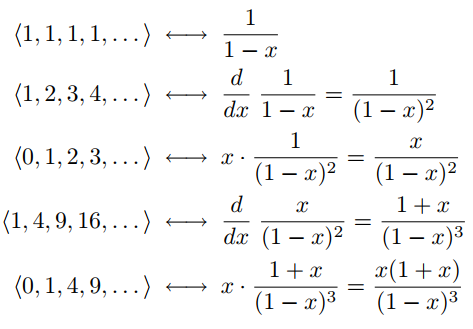 ⟨1, 1, 1, 1, . . .⟩ ⟷ 1/(1 − x)
⟨1, 2, 3, 4, . . .⟩ ⟷ d/dx 1/(1 − x) = 1/(1 − x)²
⟨0, 1, 2, 3, . . .⟩ ⟷ x · 1/(1 − x)² = x/(1 − x)²
⟨1, 4, 9, 16, . . .⟩ ⟷ d/dx x/(1 − x)² = (1 + x)/(1 − x)³
⟨0, 1, 4, 9, . . .⟩ ⟷ x · (1 + x)/(1 − x)³ = x(1 + x)/(1 − x)³